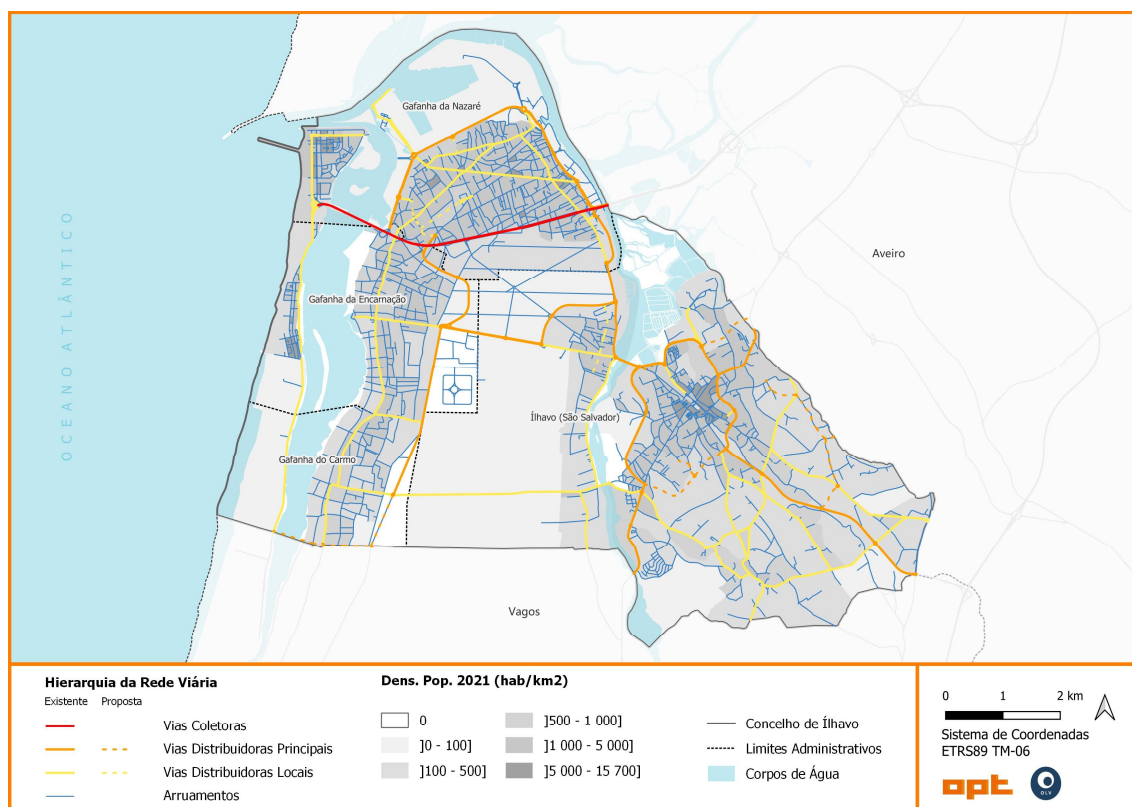 Gafanha da Nazaré
OCEANO ATLÂNTICO
Aveiro
Gafanha da Encarnação
Ílhavo (São Salvador)
Gafanha do Carmo
Vagos
Hierarquia da Rede Viária
Existente Proposta
Vias Coletoras
Vias Distribuidoras Principais
Vias Distribuidoras Locais
Arruamentos
Dens. Pop. 2021 (hab/km2)
0
]0 - 100]
]100 - 500]
]500 - 1 000]
]1 000 - 5 000]
]5 000 - 15 700]
Concelho de Ílhavo
Limites Administrativos
Corpos de Água
0 1 2 km
Sistema de Coordenadas
ETRS89 TM-06
opt
OLV